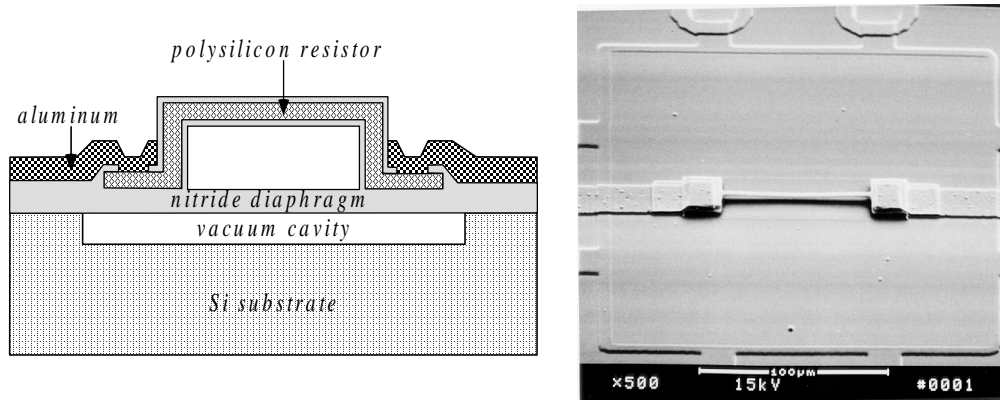 polysilicon resistor
aluminum
nitride diaphragm
vacuum cavity
Si substrate
100μm
×500 15kV #0001